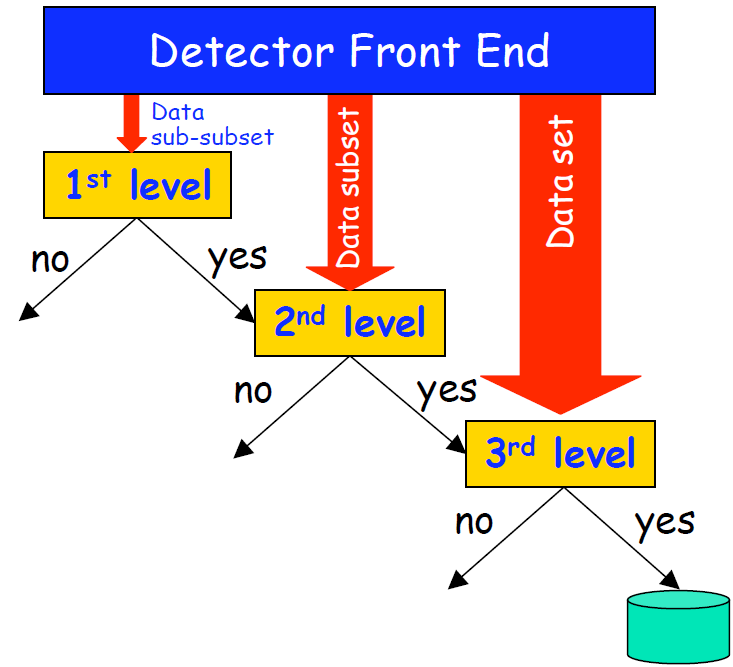 Detector Front End
Data
sub-subset
Data subset
Data set
1st level
no
yes
2nd level
no
yes
3rd level
no
yes